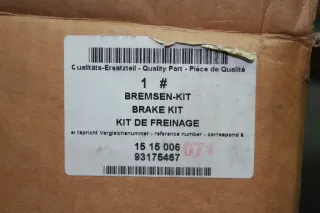 Qualitäts-Ersatzteil - Quality Part - Pièce de Qualité
1 #
BREMSEN-KIT
BRAKE KIT
KIT DE FREINAGE
entspricht Vergleichsnummer - reference number - correspond à
15 15 006 071
93175467